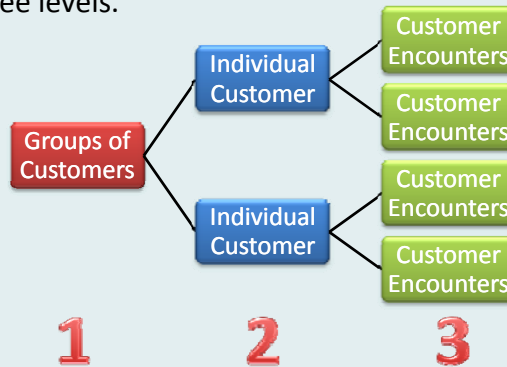 ee levels.
Customer
Encounters
Individual
Customer
Customer
Encounters
Groups of
Customers
Customer
Encounters
Individual
Customer
Customer
Encounters
1 2 3